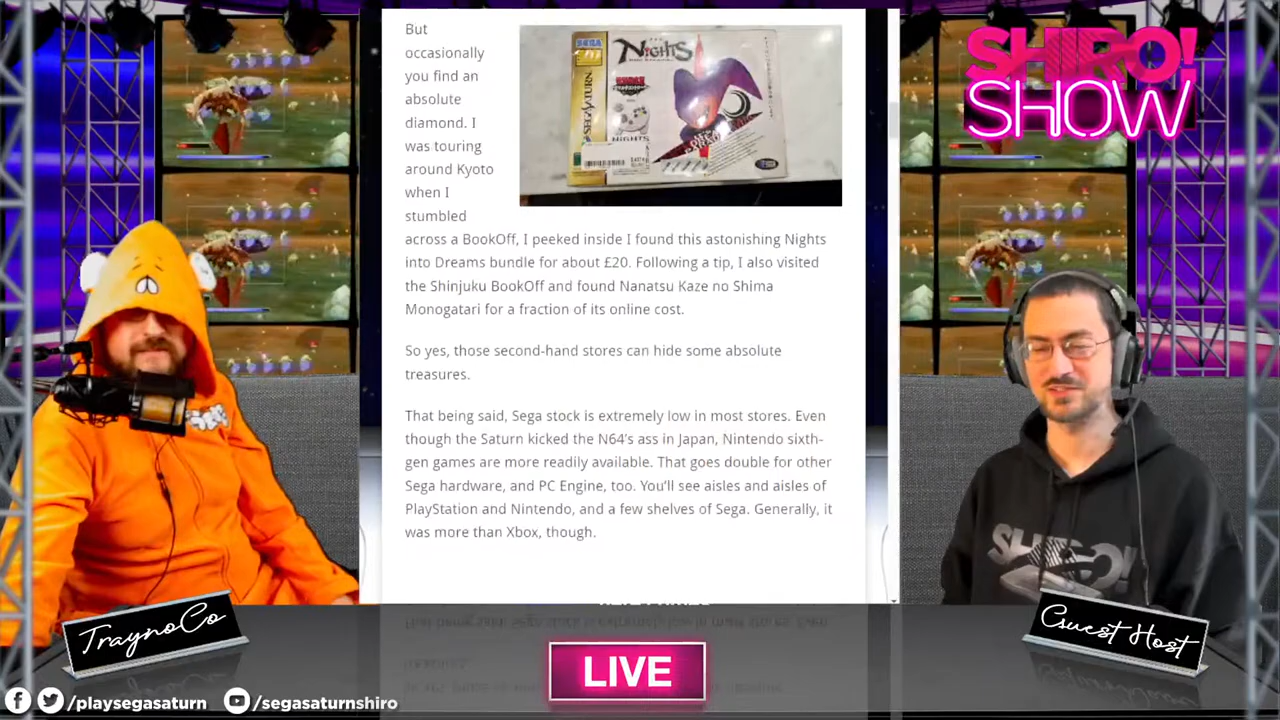 But
occasionally
you find an
absolute
diamond. I
was touring
around Kyoto
when I
stumbled
across a BookOff, I peeked inside I found this astonishing Nights
into Dreams bundle for about £20. Following a tip, I also visited
the Shinjuku BookOff and found Nanatsu Kaze no Shima
Monogatari for a fraction of its online cost.
So yes, those second-hand stores can hide some absolute
treasures.
That being said, Sega stock is extremely low in most stores. Even
though the Saturn kicked the N64's ass in Japan, Nintendo sixth-
gen games are more readily available. That goes double for other
Sega hardware, and PC Engine, too. You'll see aisles and aisles of
PlayStation and Nintendo, and a few shelves of Sega. Generally, it
was more than Xbox, though.
SEGA
SEGA SATURN
NiGHTS
NIGHTS
SHIRO!
SHOW
SHIRO!
TraynoCo
Guest Host
LIVE
/playsegasaturn
/segasaturnshiro